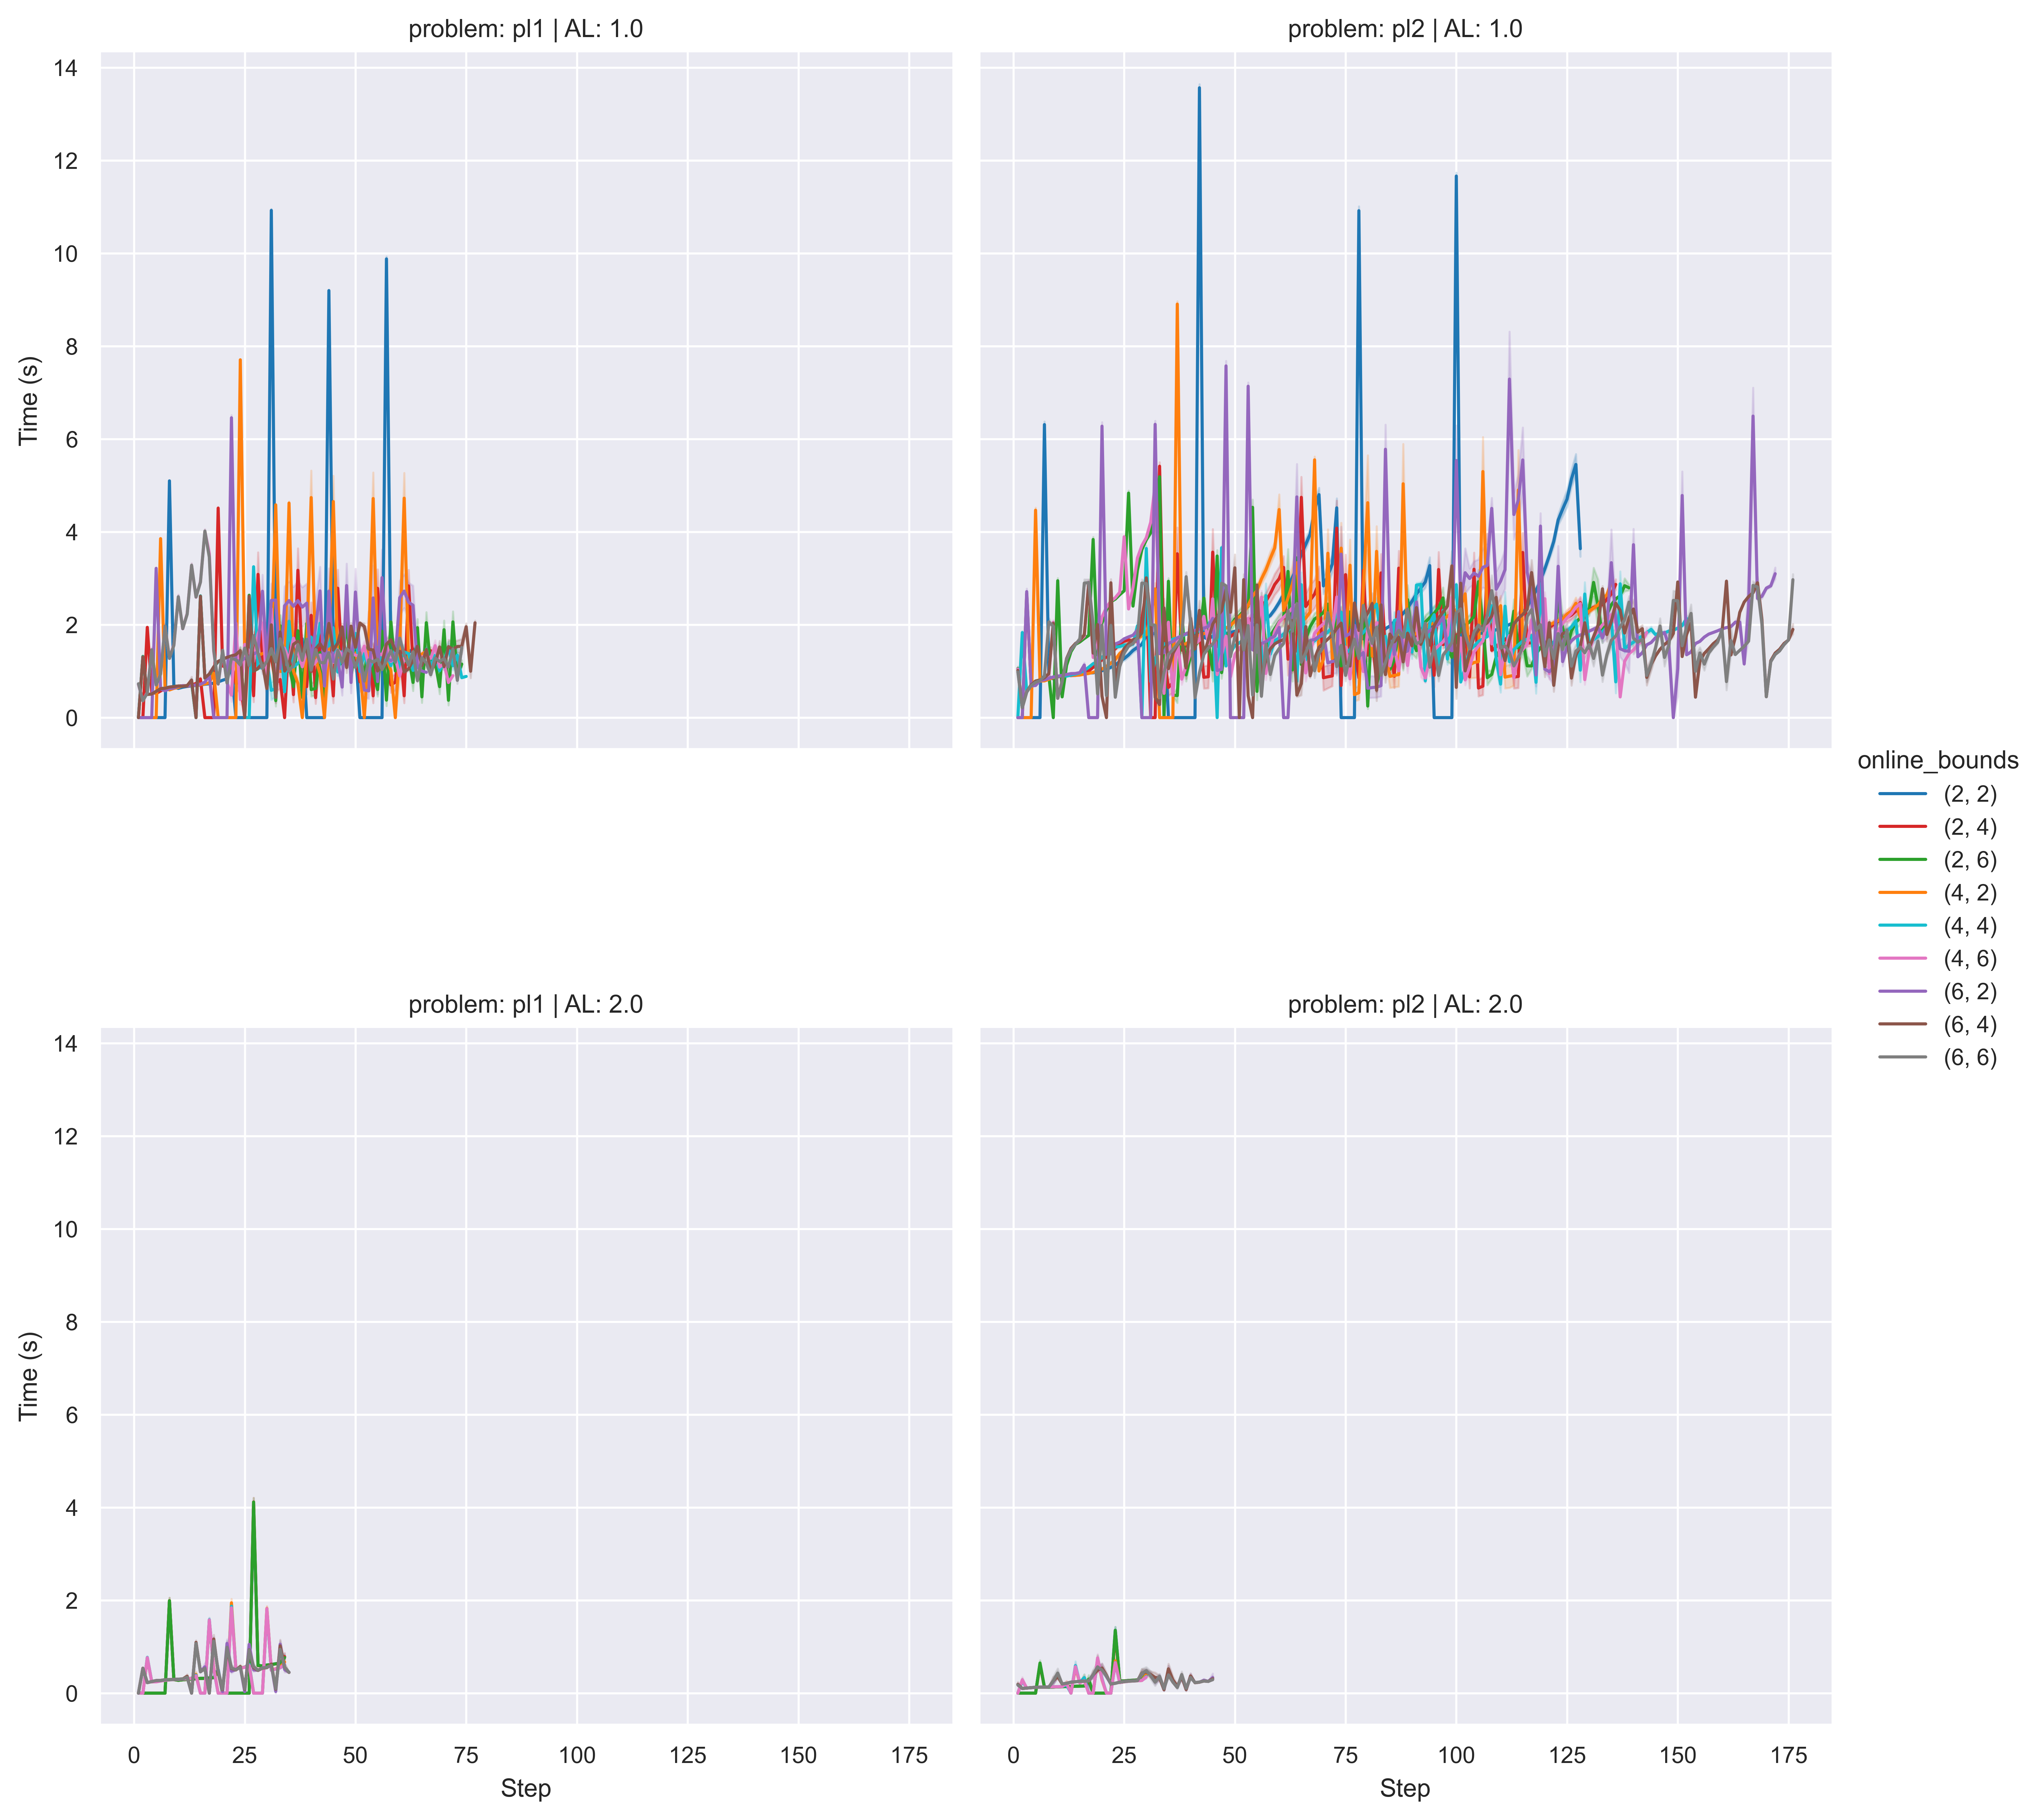 problem: pl1 | AL: 1.0
problem: pl2 | AL: 1.0
14
12
10
8
6
4
2
0
Time (s)
online_bounds
(2, 2)
(2, 4)
(2, 6)
(4, 2)
(4, 4)
(4, 6)
(6, 2)
(6, 4)
(6, 6)
problem: pl1 | AL: 2.0
problem: pl2 | AL: 2.0
14
12
10
8
6
4
2
0
Time (s)
0 25 50 75 100 125 150 175
0 25 50 75 100 125 150 175
Step
Step